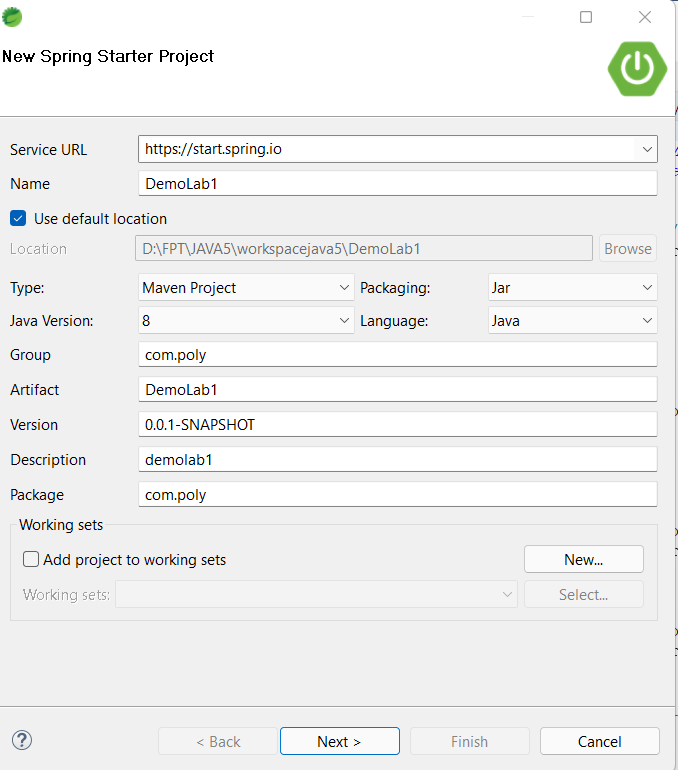 New Spring Starter Project
Service URL https://start.spring.io
Name DemoLab1
Use default location
Location D:\FPT\JAVA5\workspacejava5\DemoLab1 Browse
Type: Maven Project Packaging: Jar
Java Version: 8 Language: Java
Group com.poly
Artifact DemoLab1
Version 0.0.1-SNAPSHOT
Description demolab1
Package com.poly
Working sets
Add project to working sets New...
Working sets: Select...
? < Back Next > Finish Cancel